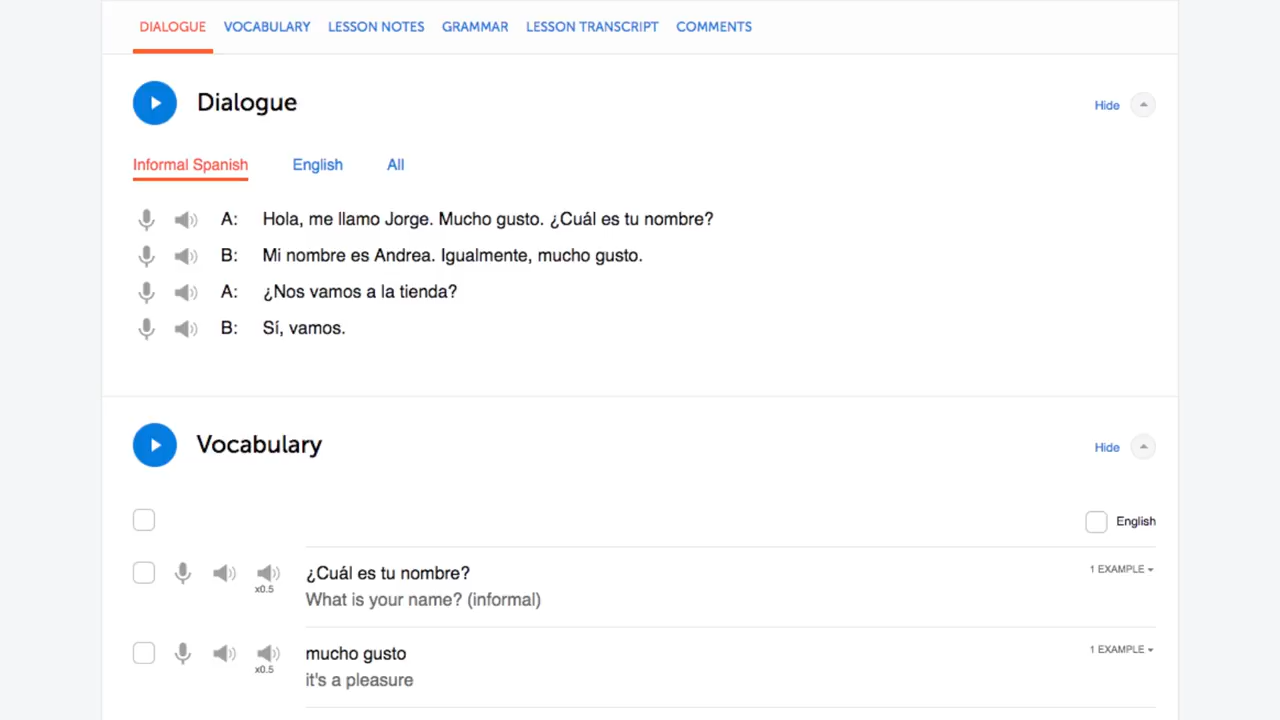 DIALOGUE VOCABULARY LESSON NOTES GRAMMAR LESSON TRANSCRIPT COMMENTS
Dialogue
Hide
Informal Spanish English All
A: Hola, me llamo Jorge. Mucho gusto. ¿Cuál es tu nombre?
B: Mi nombre es Andrea. Igualmente, mucho gusto.
A: ¿Nos vamos a la tienda?
B: Sí, vamos.
Vocabulary
Hide
English
¿Cuál es tu nombre?
1 EXAMPLE
x0.5
What is your name? (informal)
mucho gusto
1 EXAMPLE
x0.5
it's a pleasure